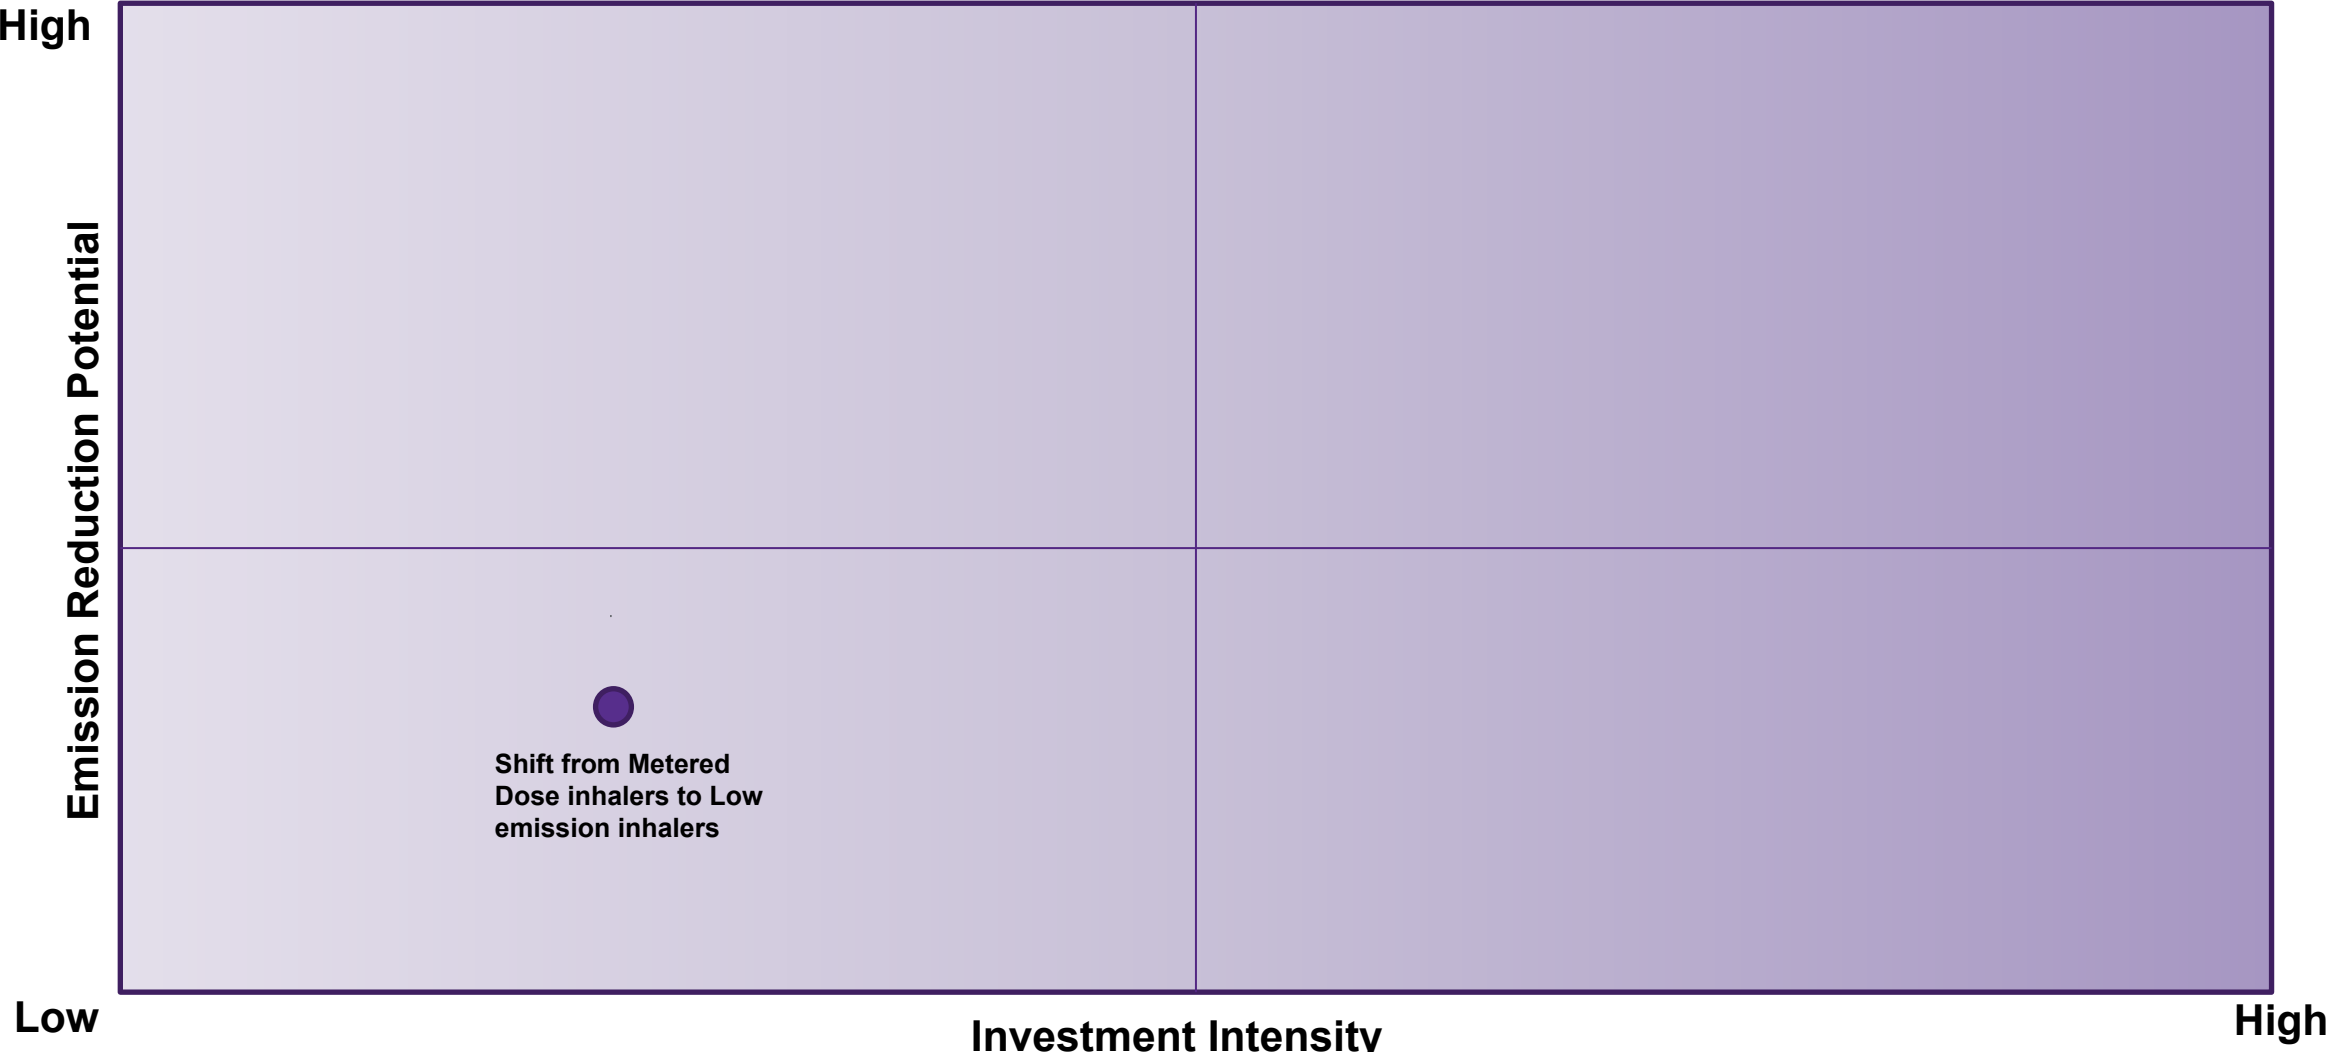 High
Emission Reduction Potential
Shift from Metered
Dose inhalers to Low
emission inhalers
Low
High
Investment Intensity